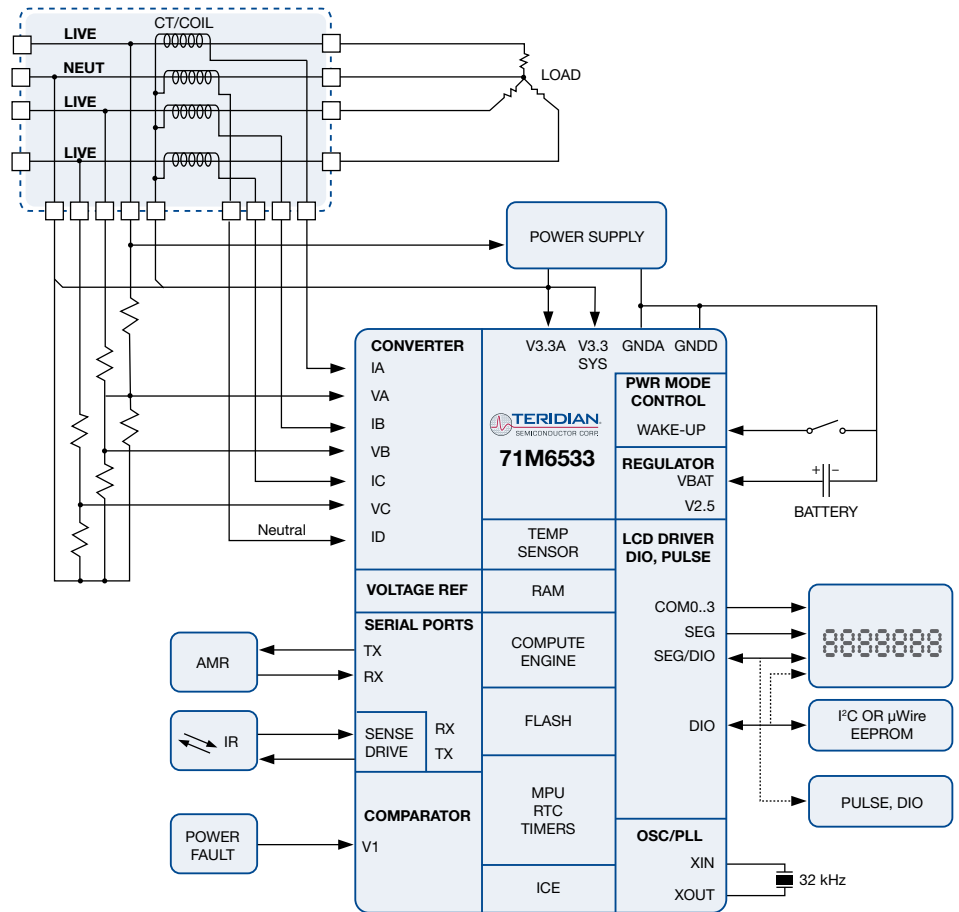 CT/COIL
LIVE
NEUT
LIVE
LIVE
LOAD
POWER SUPPLY
CONVERTER
IA
VA
IB
VB
IC
VC
Neutral
ID
V3.3A
V3.3
SYS
GNDA
GNDD
TERIDIAN
SEMICONDUCTOR CORP.
71M6533
PWR MODE
CONTROL
WAKE-UP
REGULATOR
VBAT
V2.5
+
–
BATTERY
TEMP
SENSOR
LCD DRIVER
DIO, PULSE
VOLTAGE REF
RAM
COM0..3
SEG
SEG/DIO
8888888
SERIAL PORTS
TX
RX
AMR
COMPUTE
ENGINE
FLASH
DIO
I²C OR µWire
EEPROM
IR
SENSE
DRIVE
RX
TX
PULSE, DIO
MPU
RTC
TIMERS
COMPARATOR
V1
POWER
FAULT
OSC/PLL
XIN
XOUT
32 kHz
ICE